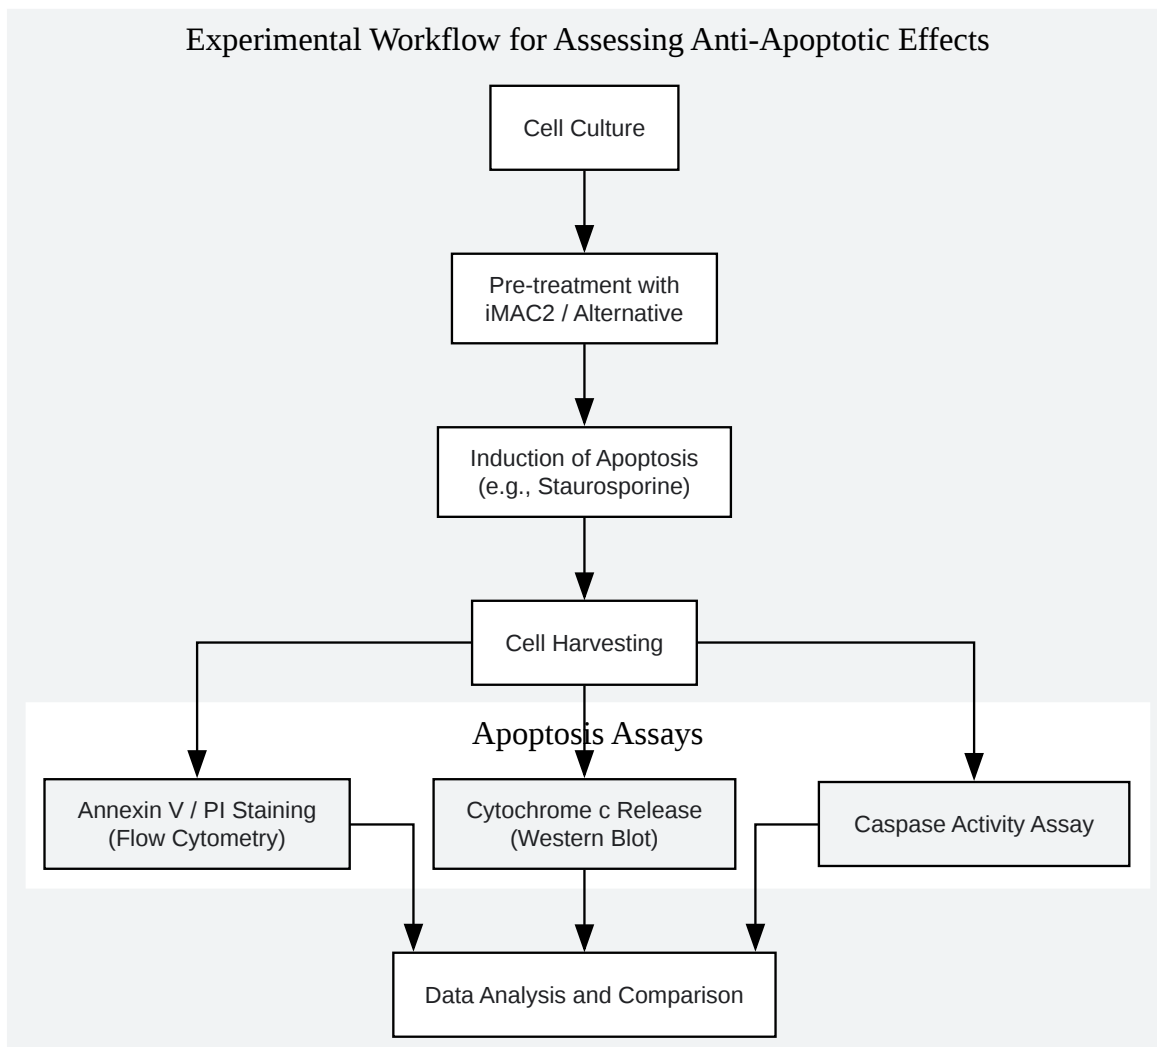 Experimental Workflow for Assessing Anti-Apoptotic Effects
Cell Culture
Pre-treatment with
iMAC2 / Alternative
Induction of Apoptosis
(e.g., Staurosporine)
Cell Harvesting
Apoptosis Assays
Annexin V / PI Staining
(Flow Cytometry)
Cytochrome c Release
(Western Blot)
Caspase Activity Assay
Data Analysis and Comparison